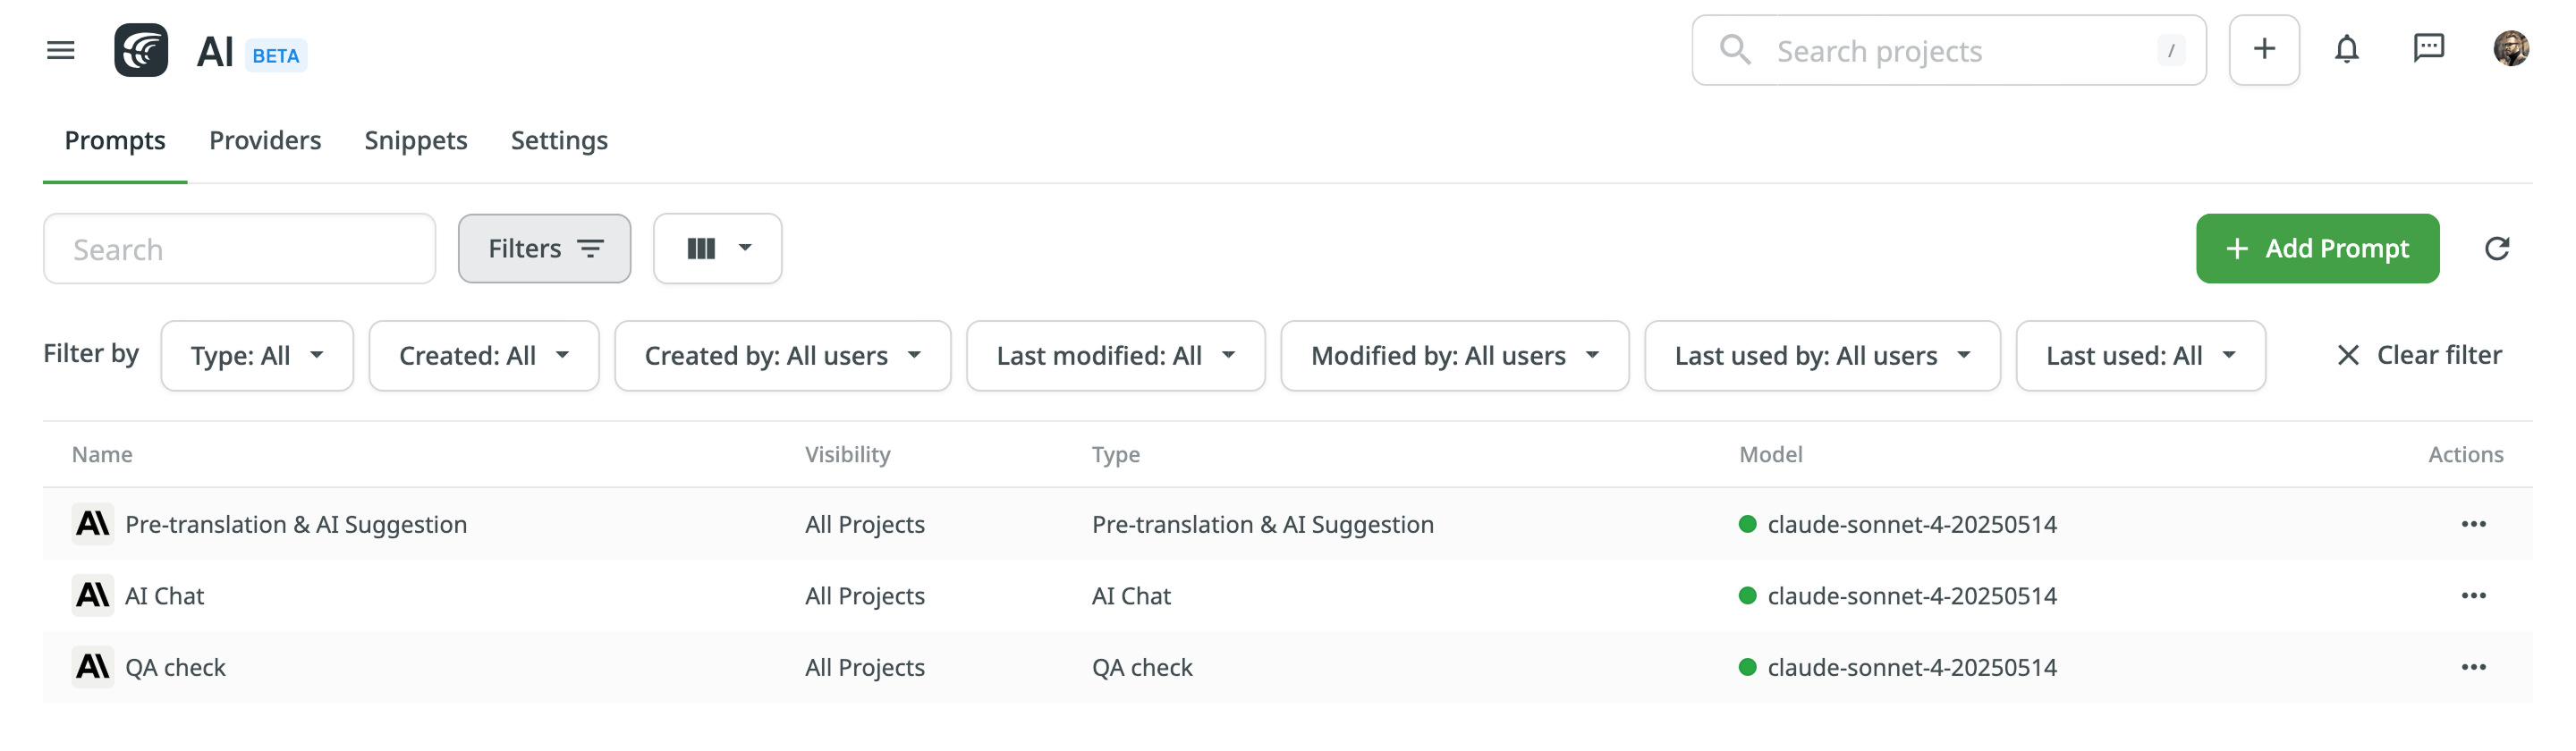 AI BETA Search projects /
Prompts Providers Snippets Settings
Search Filters Add Prompt
Filter by Type: All Created: All Created by: All users Last modified: All Modified by: All users Last used by: All users Last used: All Clear filter
Name Visibility Type Model Actions
Pre-translation & AI Suggestion All Projects Pre-translation & AI Suggestion claude-sonnet-4-20250514
AI Chat All Projects AI Chat claude-sonnet-4-20250514
QA check All Projects QA check claude-sonnet-4-20250514